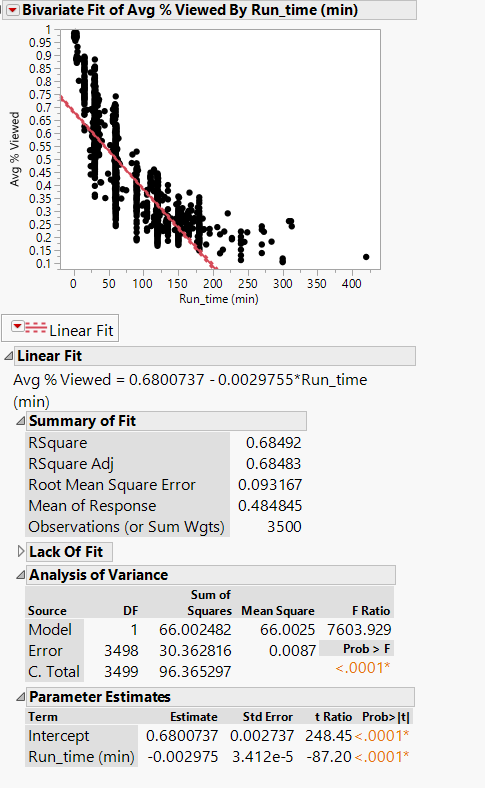 Bivariate Fit of Avg % Viewed By Run_time (min)
1
0.95
0.9
0.85
0.8
0.75
0.7
0.65
0.6
0.55
0.5
0.45
0.4
0.35
0.3
0.25
0.2
0.15
0.1
Avg % Viewed
0 50 100 150 200 250 300 350 400
Run_time (min)
Linear Fit
Linear Fit
Avg % Viewed = 0.6800737 - 0.0029755*Run_time
(min)
Summary of Fit
RSquare 0.68492
RSquare Adj 0.68483
Root Mean Square Error 0.093167
Mean of Response 0.484845
Observations (or Sum Wgts) 3500
Lack Of Fit
Analysis of Variance
Sum of
Source DF Squares Mean Square F Ratio
Model 1 66.002482 66.0025 7603.929
Error 3498 30.362816 0.0087 Prob > F
C. Total 3499 96.365297 <.0001*
Parameter Estimates
Term Estimate Std Error t Ratio Prob>|t|
Intercept 0.6800737 0.002737 248.45 <.0001*
Run_time (min) -0.002975 3.412e-5 -87.20 <.0001*